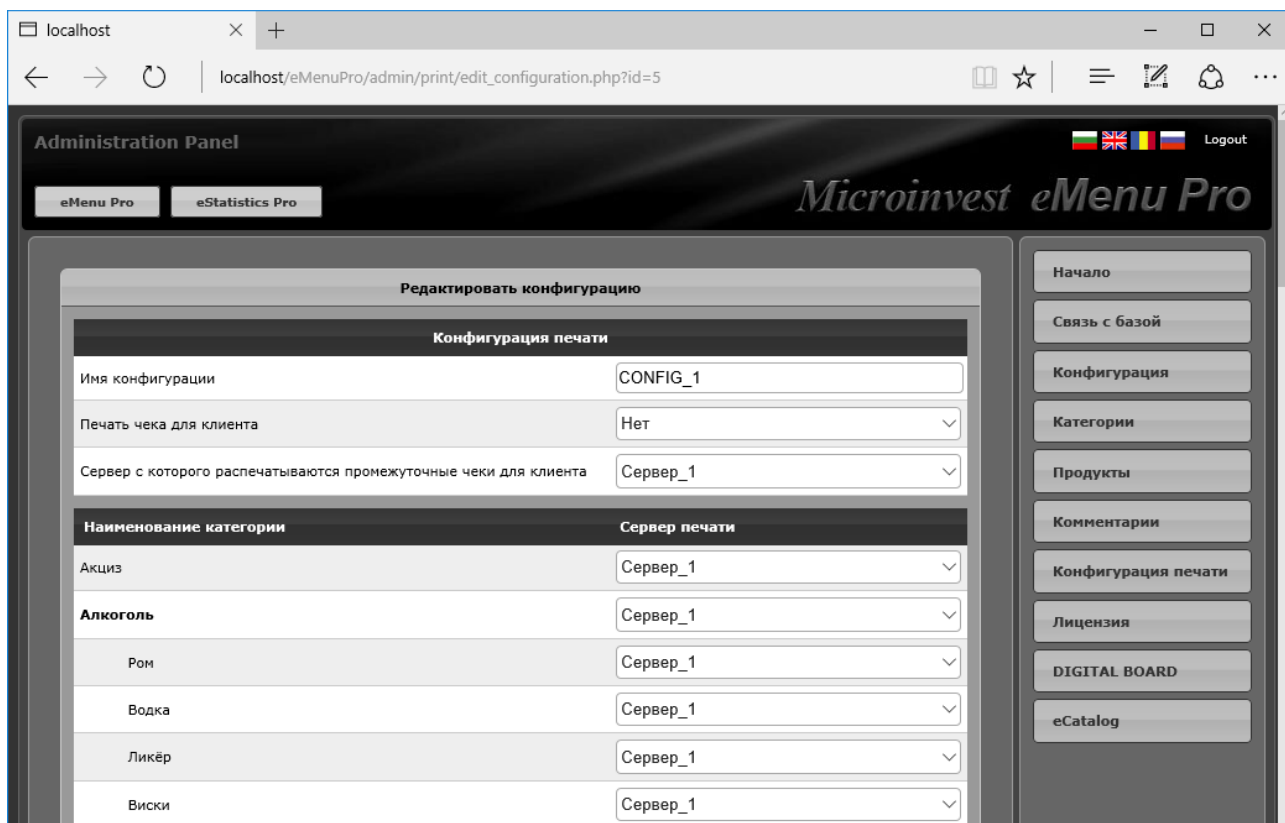 localhost
localhost/eMenuPro/admin/print/edit_configuration.php?id=5
Administration Panel
Logout
eMenu Pro
eStatistics Pro
Microinvest eMenu Pro
Редактировать конфигурацию
Конфигурация печати
Имя конфигурации
CONFIG_1
Печать чека для клиента
Нет
Сервер с которого распечатываются промежуточные чеки для клиента
Сервер_1
Наименование категории
Сервер печати
Акциз
Сервер_1
Алкоголь
Сервер_1
Ром
Сервер_1
Водка
Сервер_1
Ликёр
Сервер_1
Виски
Сервер_1
Начало
Связь с базой
Конфигурация
Категории
Продукты
Комментарии
Конфигурация печати
Лицензия
DIGITAL BOARD
eCatalog